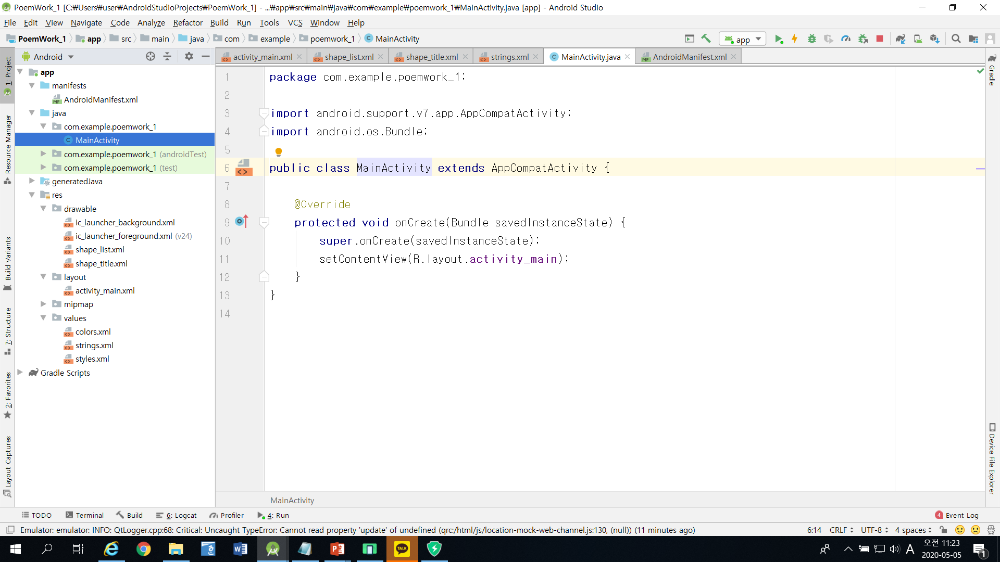 PoemWork_1 [C:₩Users₩user₩AndroidStudioProjects₩PoemWork_1] - ...₩app₩src₩main₩java₩com₩example₩poemwork_1₩MainActivity.java [app] - Android Studio
File Edit View Navigate Code Analyze Refactor Build Run Tools VCS Window Help
PoemWork_1 app src main java com example poemwork_1 MainActivity
app
Android
activity_main.xml shape_list.xml shape_title.xml strings.xml MainActivity.java AndroidManifest.xml
1: Project
Resource Manager
Build Variants
7: Structure
2: Favorites
Layout Captures
app
manifests
AndroidManifest.xml
java
com.example.poemwork_1
MainActivity
com.example.poemwork_1 (androidTest)
com.example.poemwork_1 (test)
generatedJava
res
drawable
ic_launcher_background.xml
ic_launcher_foreground.xml (v24)
shape_list.xml
shape_title.xml
layout
activity_main.xml
mipmap
values
colors.xml
strings.xml
styles.xml
Gradle Scripts
1 package com.example.poemwork_1;
2
3 import android.support.v7.app.AppCompatActivity;
4 import android.os.Bundle;
5
6 public class MainActivity extends AppCompatActivity {
7
8 @Override
9 protected void onCreate(Bundle savedInstanceState) {
10 super.onCreate(savedInstanceState);
11 setContentView(R.layout.activity_main);
12 }
13 }
14
MainActivity
Gradle
Device File Explorer
TODO Terminal Build 6: Logcat Profiler 4: Run
4 Event Log
Emulator: emulator: INFO: QtLogger.cpp:68: Critical: Uncaught TypeError: Cannot read property 'update' of undefined (qrc:/html/js/location-mock-web-channel.js:130, (null)) (11 minutes ago)
6:14 CRLF UTF-8 4 spaces
TALK
A
오전 11:23
2020-05-05
1